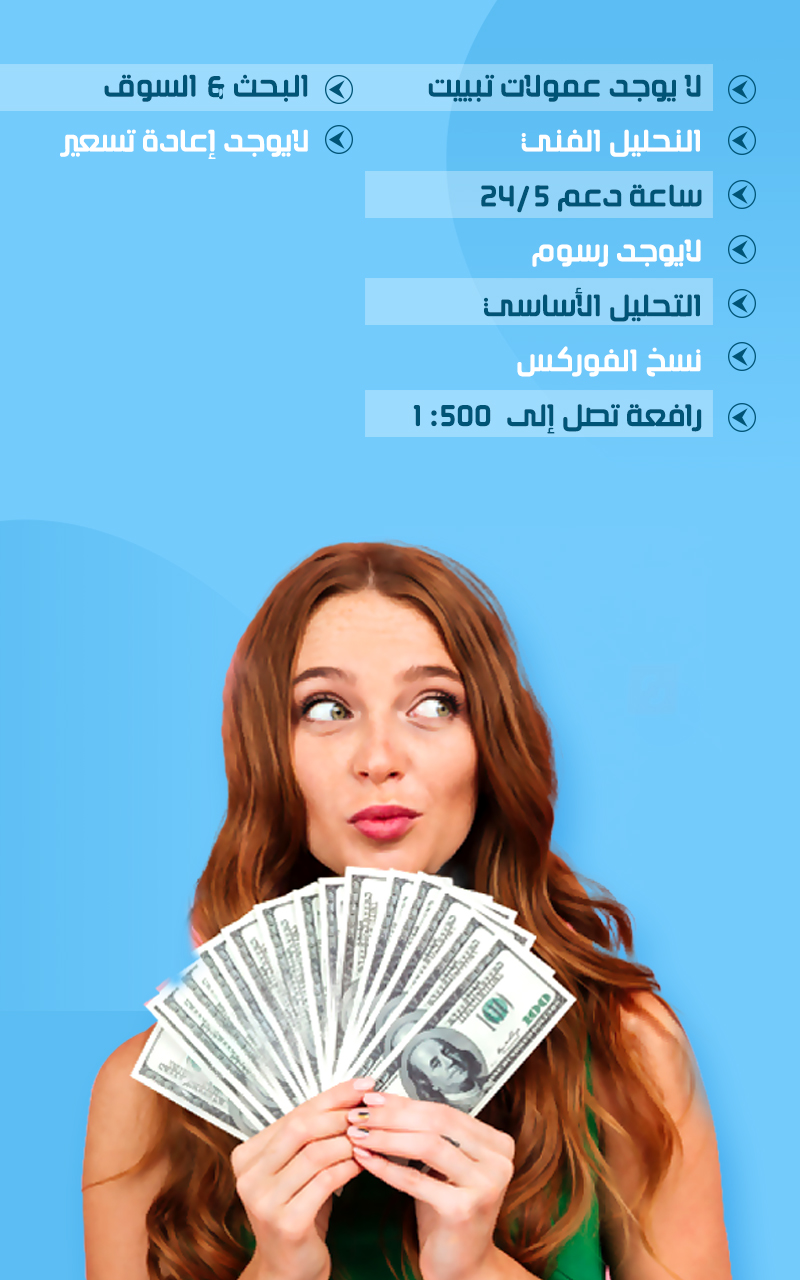 لا يوجد عمولات تبييت
التحليل الفني
ساعة دعم 24/5
لايوجد رسوم
التحليل الأساسي
نسخ الفوركس
رافعة تصل إلى 1:500
البحث & السوق
لايوجد إعادة تسعير
100